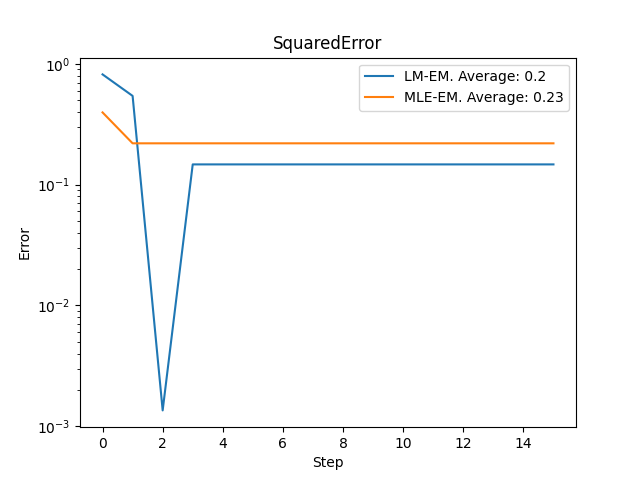 SquaredError
LM-EM. Average: 0.2
MLE-EM. Average: 0.23
10⁰
10⁻¹
10⁻²
10⁻³
Error
0 2 4 6 8 10 12 14
Step